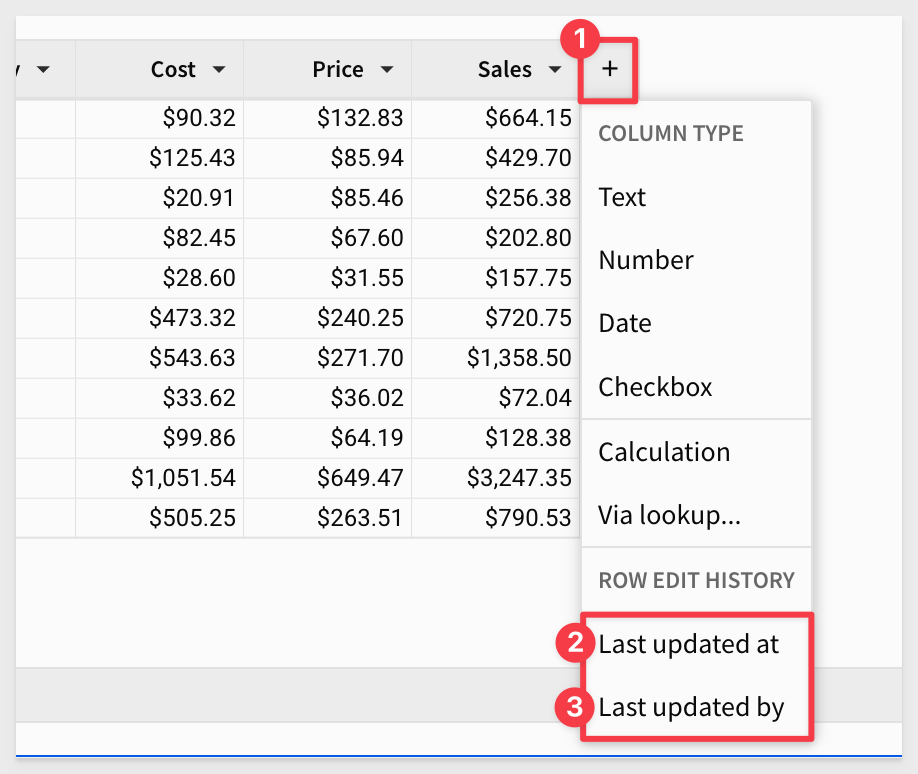 1
Cost Price Sales +
$90.32 $132.83 $664.15
$125.43 $85.94 $429.70
$20.91 $85.46 $256.38
$82.45 $67.60 $202.80
$28.60 $31.55 $157.75
$473.32 $240.25 $720.75
$543.63 $271.70 $1,358.50
$33.62 $36.02 $72.04
$99.86 $64.19 $128.38
$1,051.54 $649.47 $3,247.35
$505.25 $263.51 $790.53
COLUMN TYPE
Text
Number
Date
Checkbox
Calculation
Via lookup...
ROW EDIT HISTORY
2 Last updated at
3 Last updated by